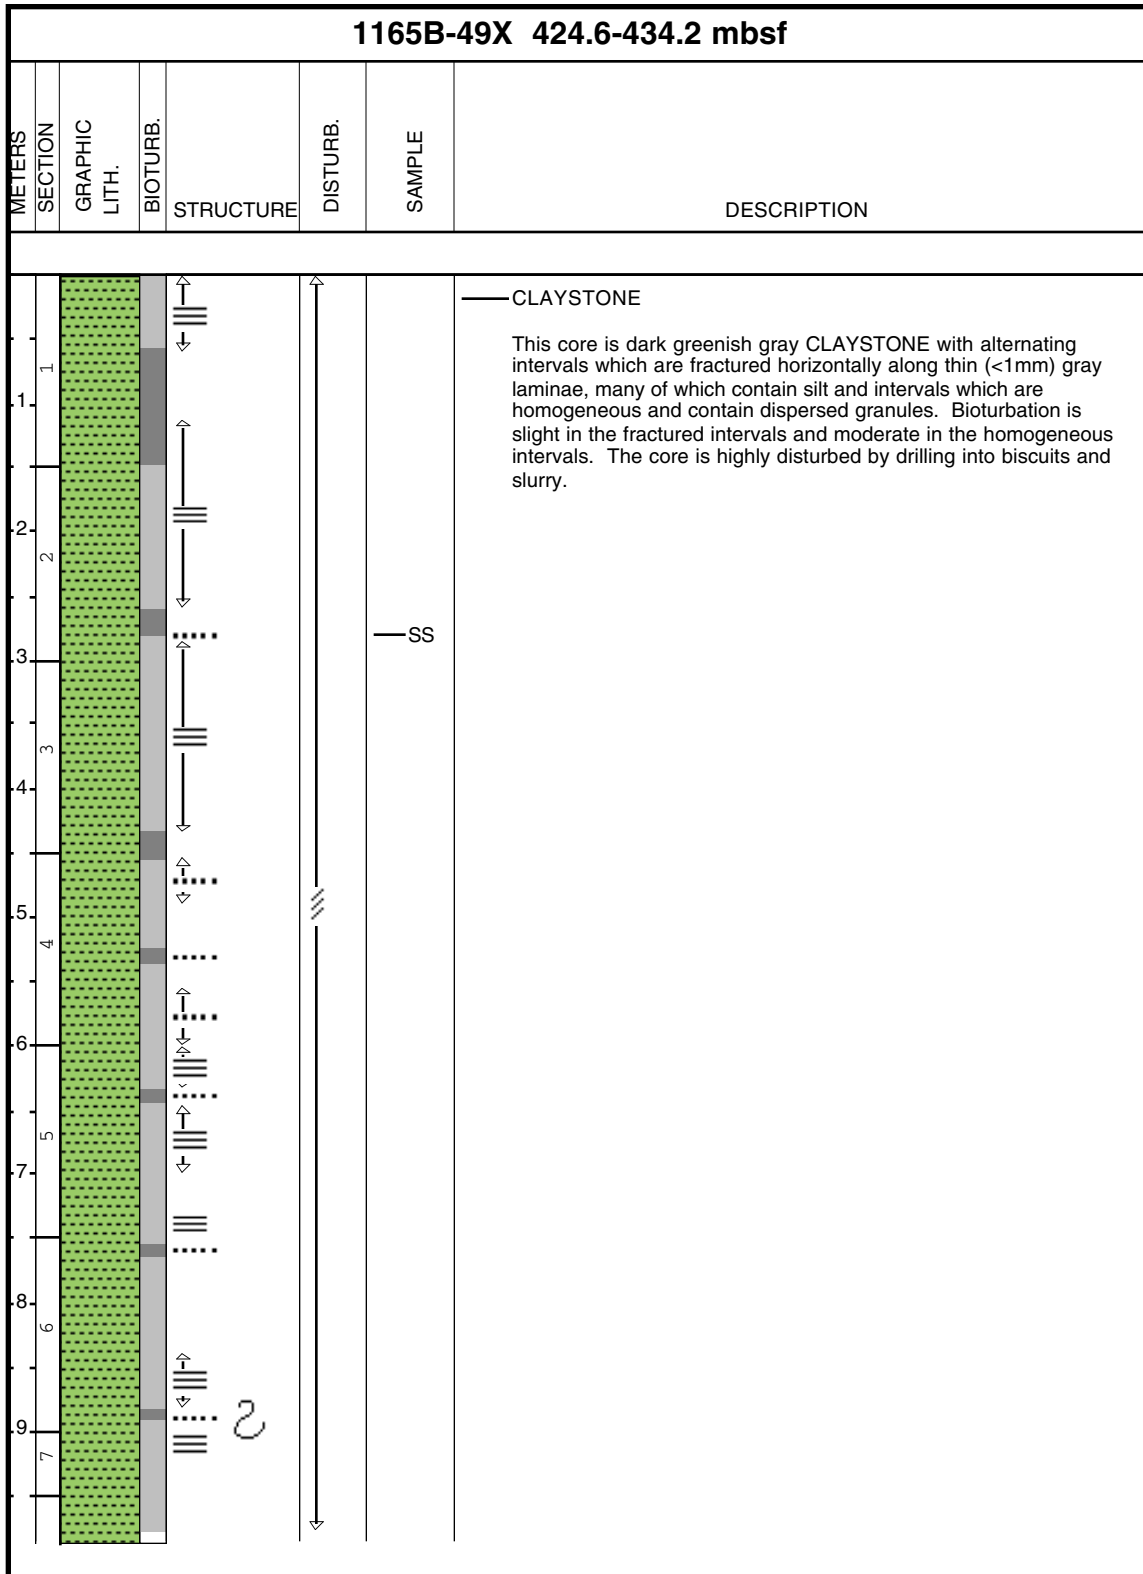 1165B-49X 424.6-434.2 mbsf
METERS
SECTION
GRAPHIC
LITH.
BIOTURB.
STRUCTURE
DISTURB.
SAMPLE
DESCRIPTION
CLAYSTONE
This core is dark greenish gray CLAYSTONE with alternating
intervals which are fractured horizontally along thin (<1mm) gray
laminae, many of which contain silt and intervals which are
homogeneous and contain dispersed granules. Bioturbation is
slight in the fractured intervals and moderate in the homogeneous
intervals. The core is highly disturbed by drilling into biscuits and
slurry.
1
1
2
2
SS
3
3
4
5
4
6
5
7
8
6
9
7